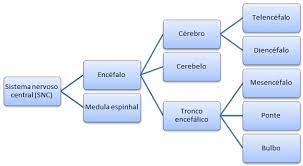 Sistema nervoso
central (SNC)
Encéfalo
Medula espinhal
Cérebro
Cerebelo
Tronco
encefálico
Telencéfalo
Diencéfalo
Mesencéfalo
Ponte
Bulbo